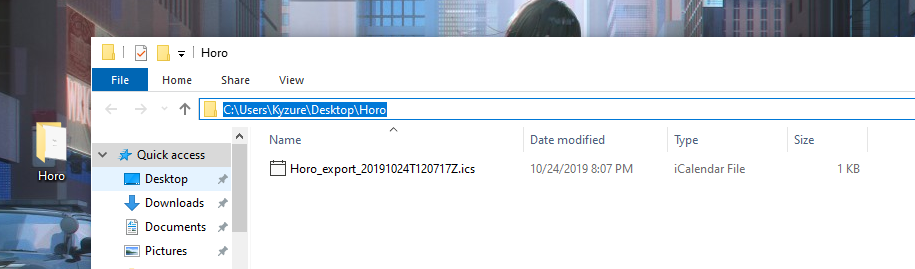 Horo
File Home Share View
C:\Users\Kyzure\Desktop\Horo
Name Date modified Type Size
Quick access
Horo_export_20191024T120717Z.ics 10/24/2019 8:07 PM iCalendar File 1 KB
Horo
Desktop
Downloads
Documents
Pictures